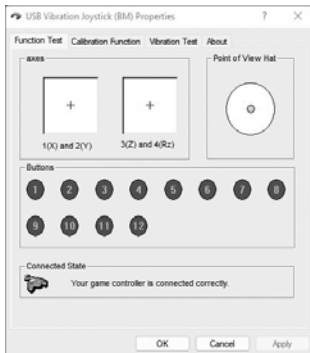 USB Vibration Joystick (BM) Properties ? ×
Function Test Calibration Function Vibration Test About
axes
Point of View Hat
1(X) and 2(Y) 3(Z) and 4(Rz)
Buttons
1 2 3 4 5 6 7 8
9 10 11 12
Connected State
Your game controller is connected correctly.
OK Cancel Apply